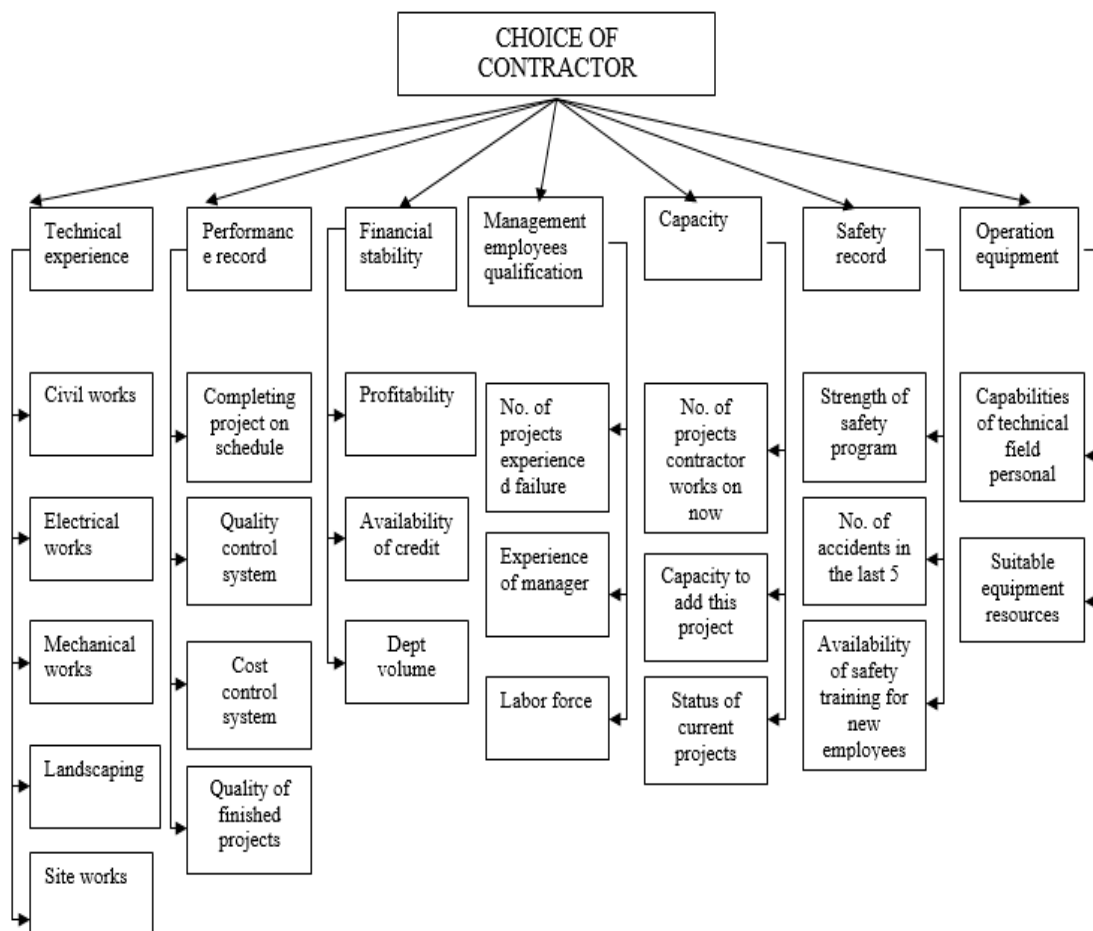 CHOICE OF
CONTRACTOR
Technical
experience
Performanc
e record
Financial
stability
Management
employees
qualification
Capacity
Safety
record
Operation
equipment
Civil works
Electrical
works
Mechanical
works
Landscaping
Site works
Completing
project on
schedule
Quality
control
system
Cost
control
system
Quality of
finished
projects
Profitability
Availability
of credit
Dept
volume
No. of
projects
experience
d failure
Experience
of manager
Labor force
No. of
projects
contractor
works on
now
Capacity to
add this
project
Status of
current
projects
Strength of
safety
program
No. of
accidents in
the last 5
Availability
of safety
training for
new
employees
Capabilities
of technical
field
personal
Suitable
equipment
resources